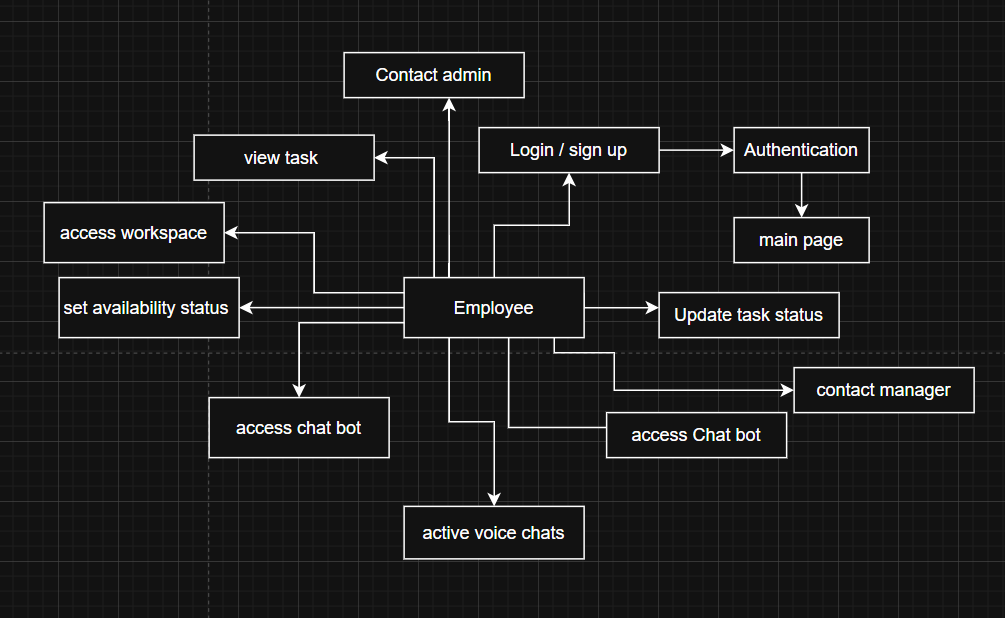 Contact admin
Login / sign up
Authentication
view task
access workspace
main page
set availability status
Employee
Update task status
contact manager
access chat bot
access Chat bot
active voice chats